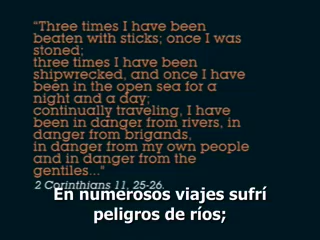 "Three times I have been
beaten with sticks; once I was
stoned;
three times I have been
shipwrecked, and once I have
been in the open sea for a
night and a day;
continually traveling, I have
been in danger from rivers, in
danger from brigands,
in danger from my own people
and in danger from the
gentiles..."
2 Corinthians 11, 25-26.
En numerosos viajes sufrí
peligros de ríos;